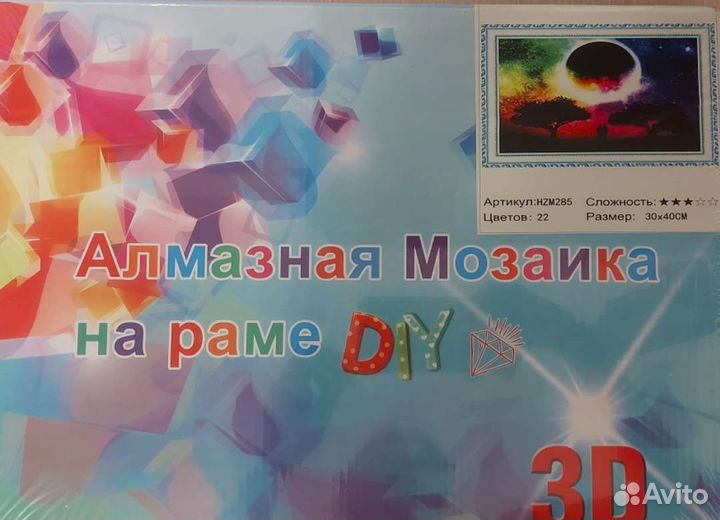 Артикул:HZM285 Сложность:★★★☆☆
Цветов: 22 Размер: 30x40CM
Алмазная Мозаика
на раме DIY
3D
Avito